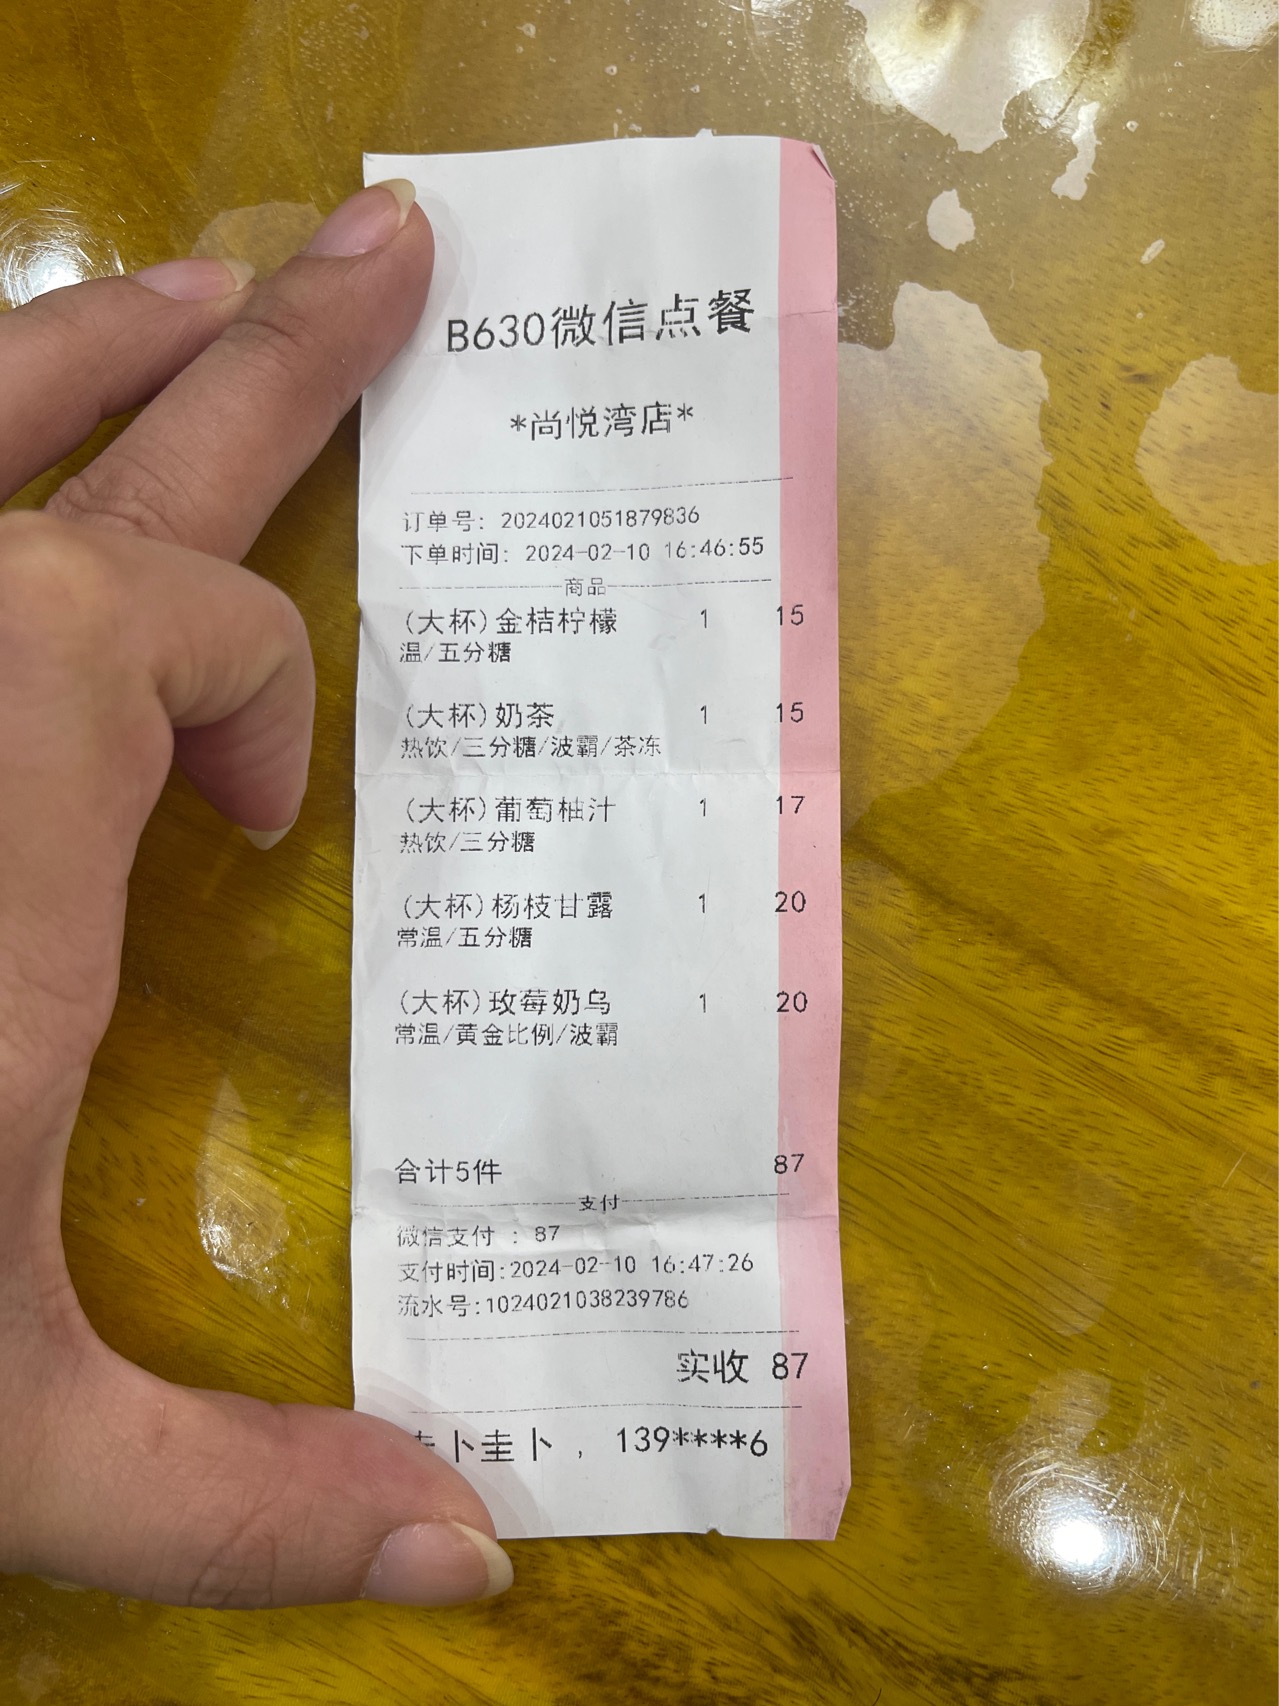 B630微信点餐
*尚悦湾店*
订单号: 2024021051879836
下单时间: 2024-02-10 16:46:55
商品
(大杯)金桔柠檬 1 15
温/五分糖
(大杯)奶茶 1 15
热饮/三分糖/波霸/茶冻
(大杯)葡萄柚汁 1 17
热饮/三分糖
(大杯)杨枝甘露 1 20
常温/五分糖
(大杯)玫莓奶乌 1 20
常温/黄金比例/波霸
合计5件 87
支付
微信支付 : 87
支付时间:2024-02-10 16:47:26
流水号:1024021038239786
实收 87
卜圭卜 , 139****6